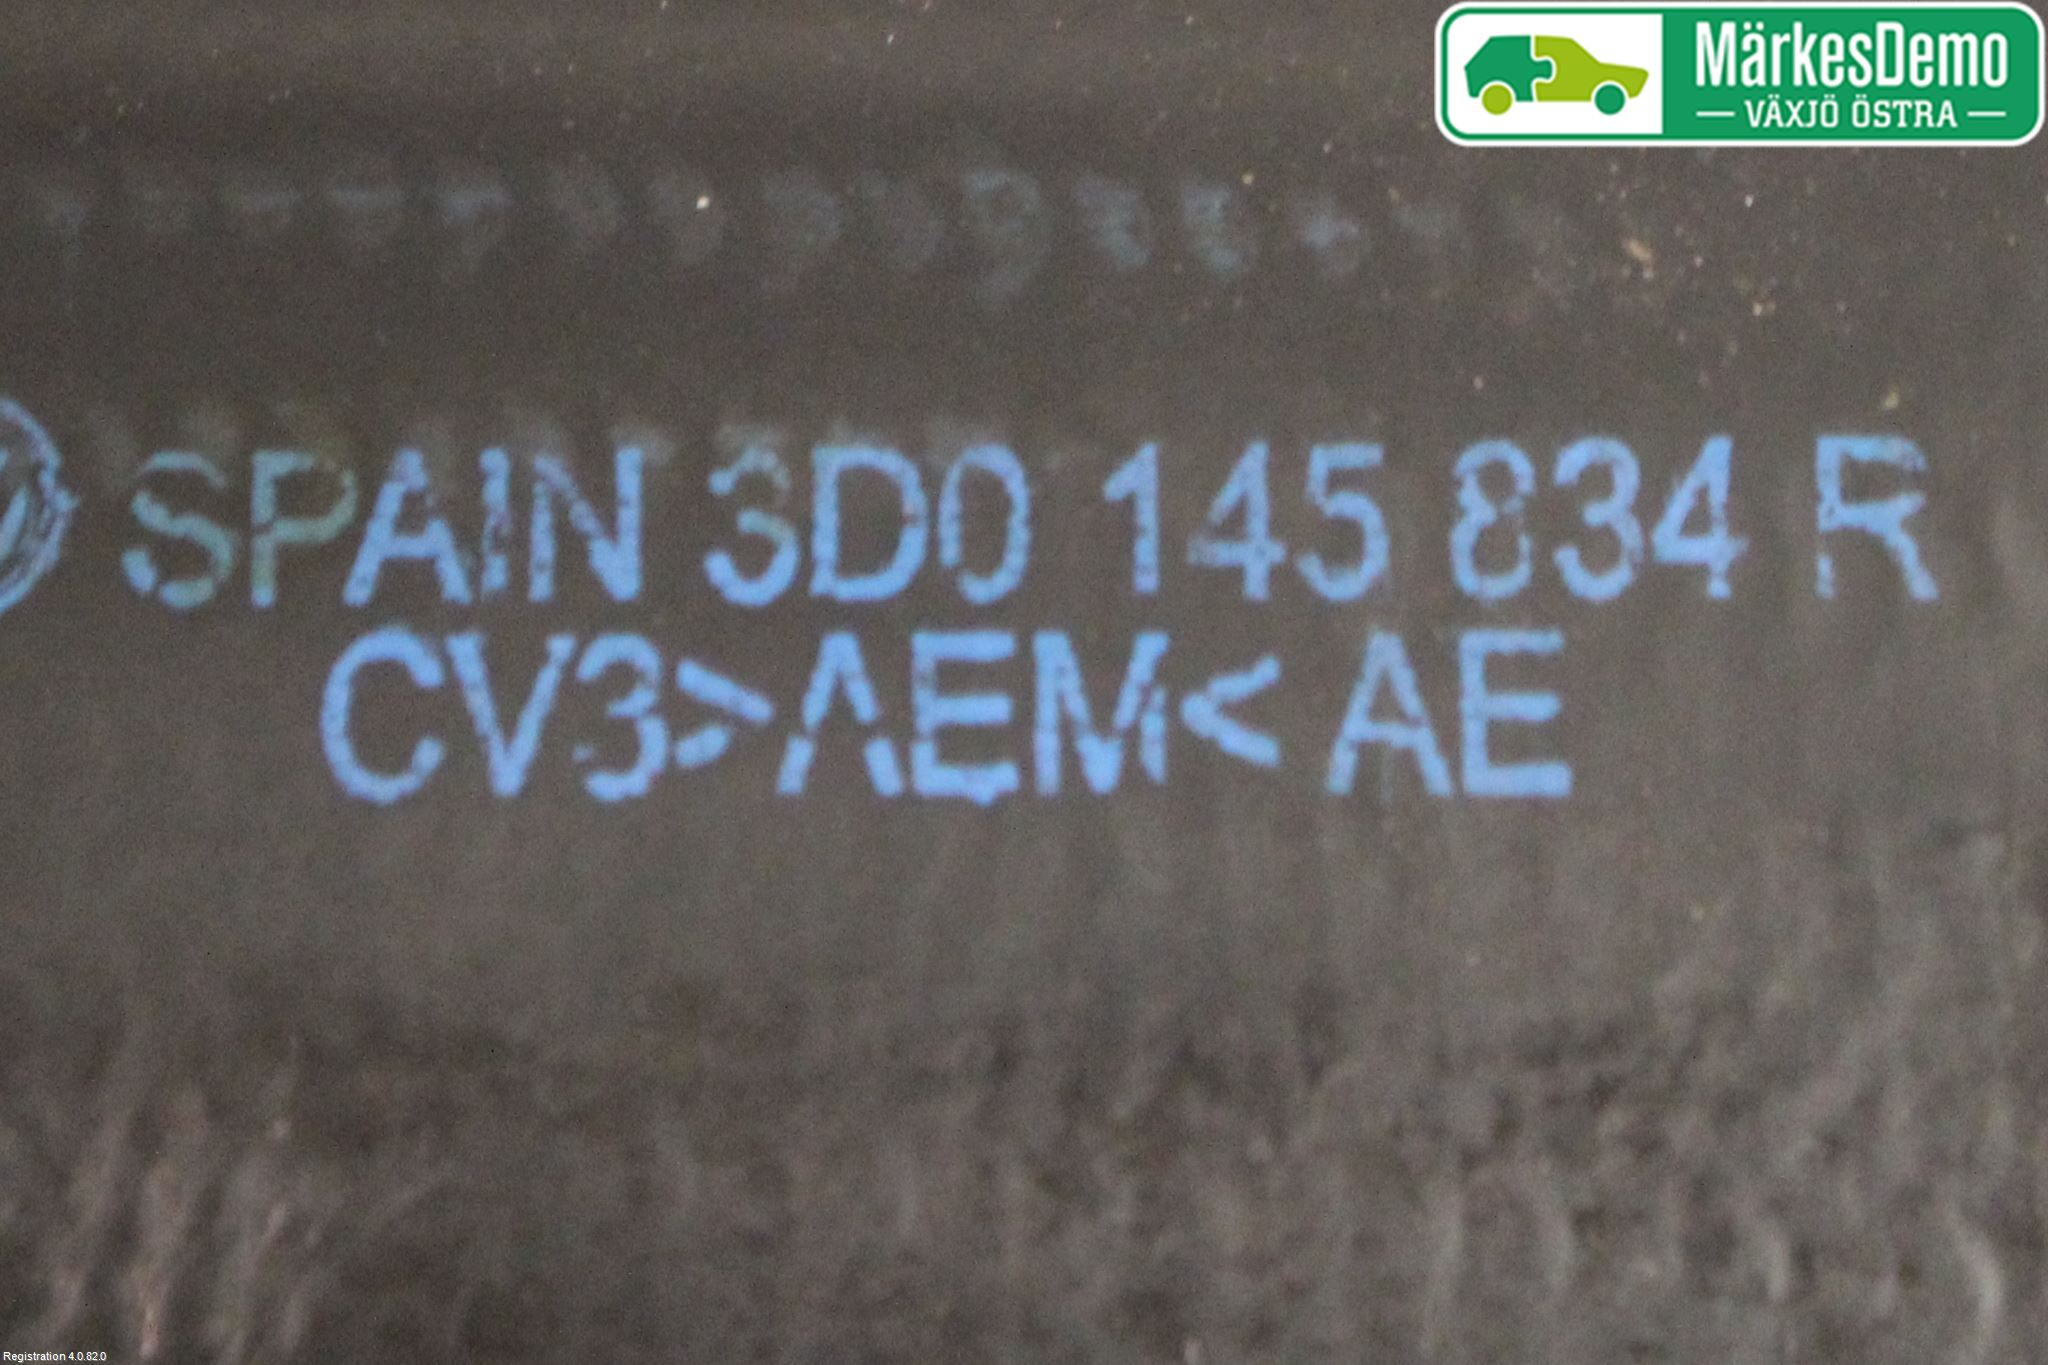 MärkesDemo
VÄXJÖ ÖSTRA
SPAIN 3D0 145 834 R
CV3>AEM< AE
Registration 4.0.82.0